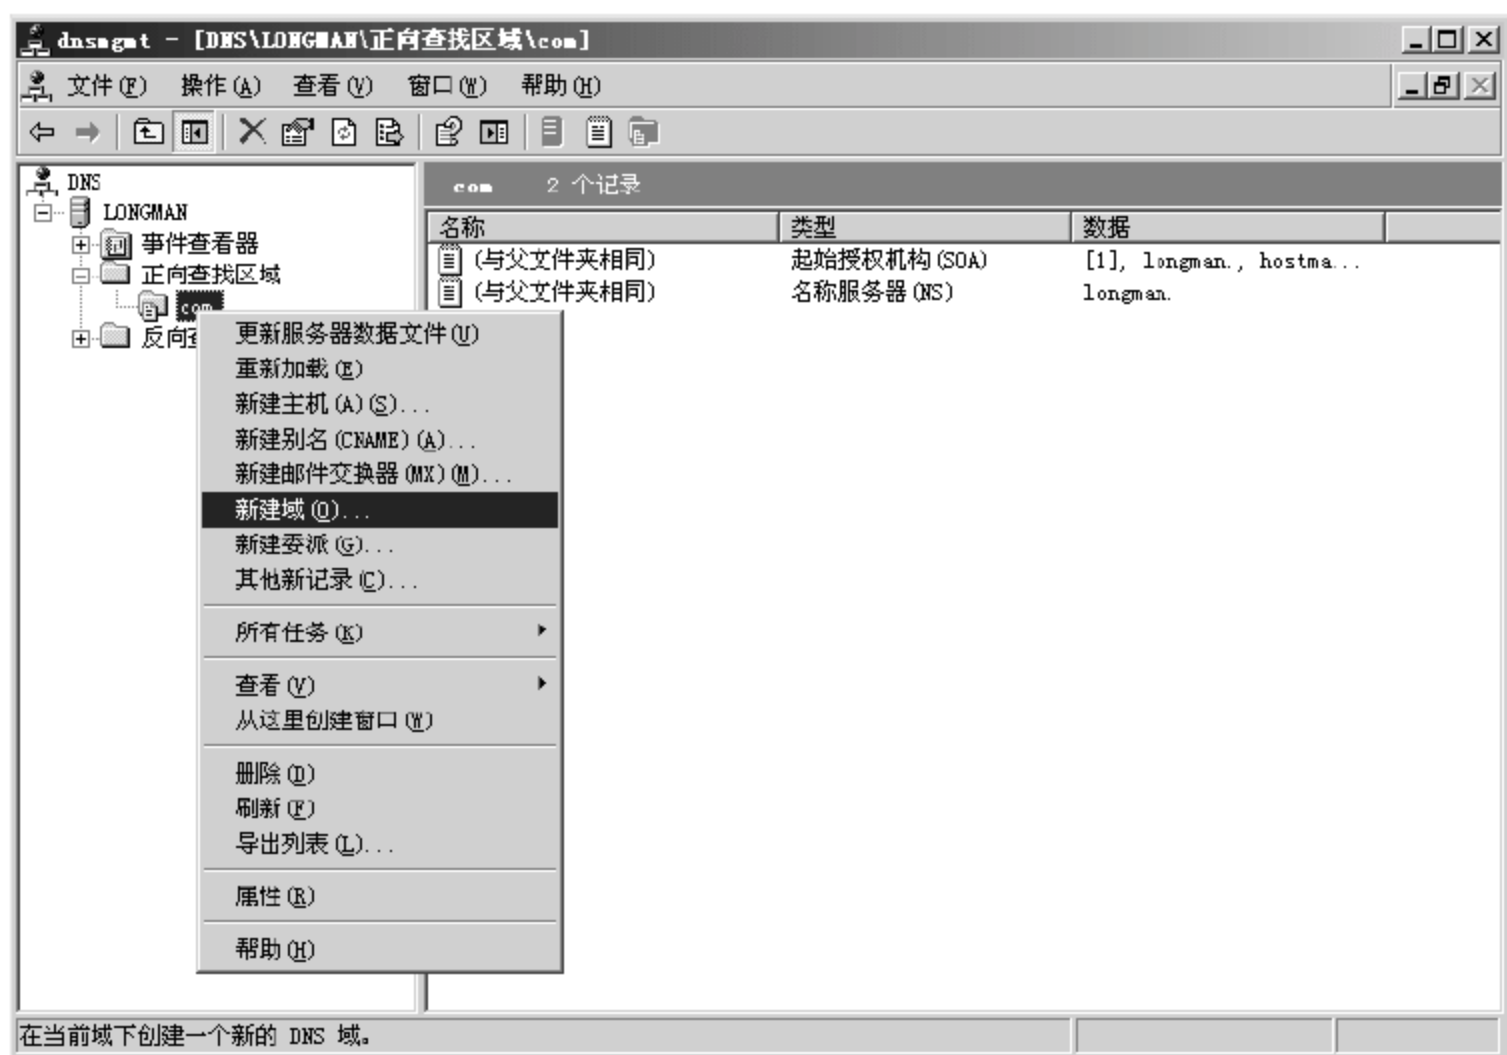 dnsmgmt - [DNS\LONGMAN\正向查找区域\com]
文件(F) 操作(A) 查看(V) 窗口(W) 帮助(H)
DNS
LONGMAN
事件查看器
正向查找区域
com
反向查
com 2 个记录
名称 类型 数据
(与父文件夹相同) 起始授权机构(SOA) [1], longman., hostma...
(与父文件夹相同) 名称服务器(NS) longman.
更新服务器数据文件(U)
重新加载(E)
新建主机(A)(S)...
新建别名(CNAME)(A)...
新建邮件交换器(MX)(M)...
新建域(O)...
新建委派(G)...
其他新记录(C)...
所有任务(K)
查看(V)
从这里创建窗口(W)
删除(D)
刷新(F)
导出列表(L)...
属性(R)
帮助(H)
在当前域下创建一个新的 DNS 域。